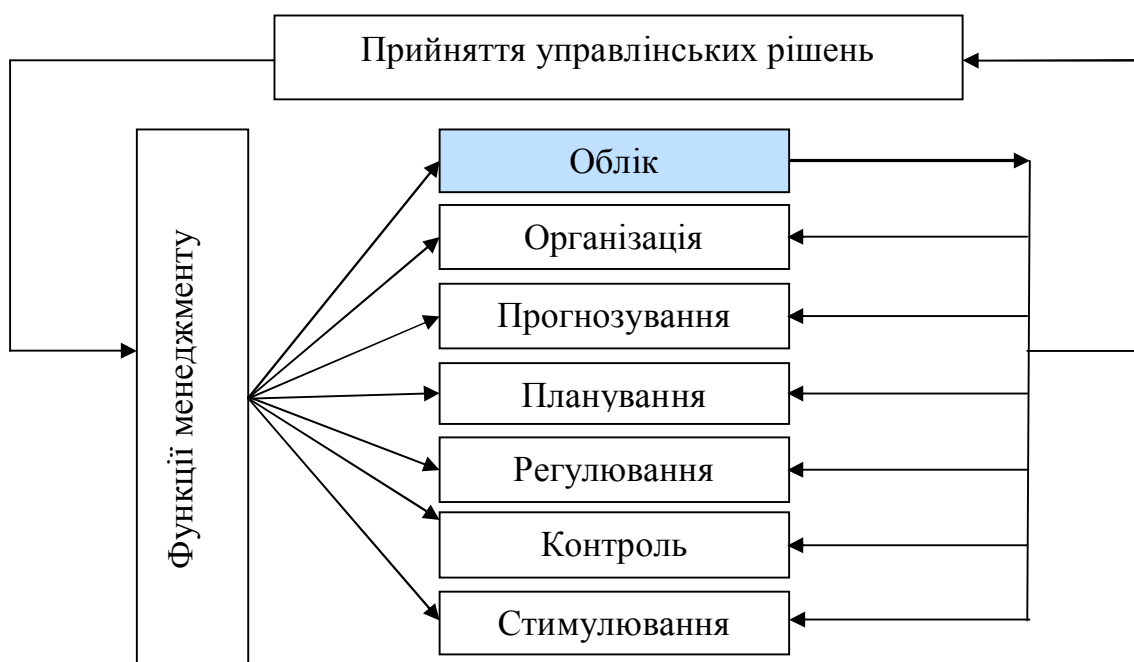 Прийняття управлінських рішень
Функції менеджменту
Облік
Організація
Прогнозування
Планування
Регулювання
Контроль
Стимулювання